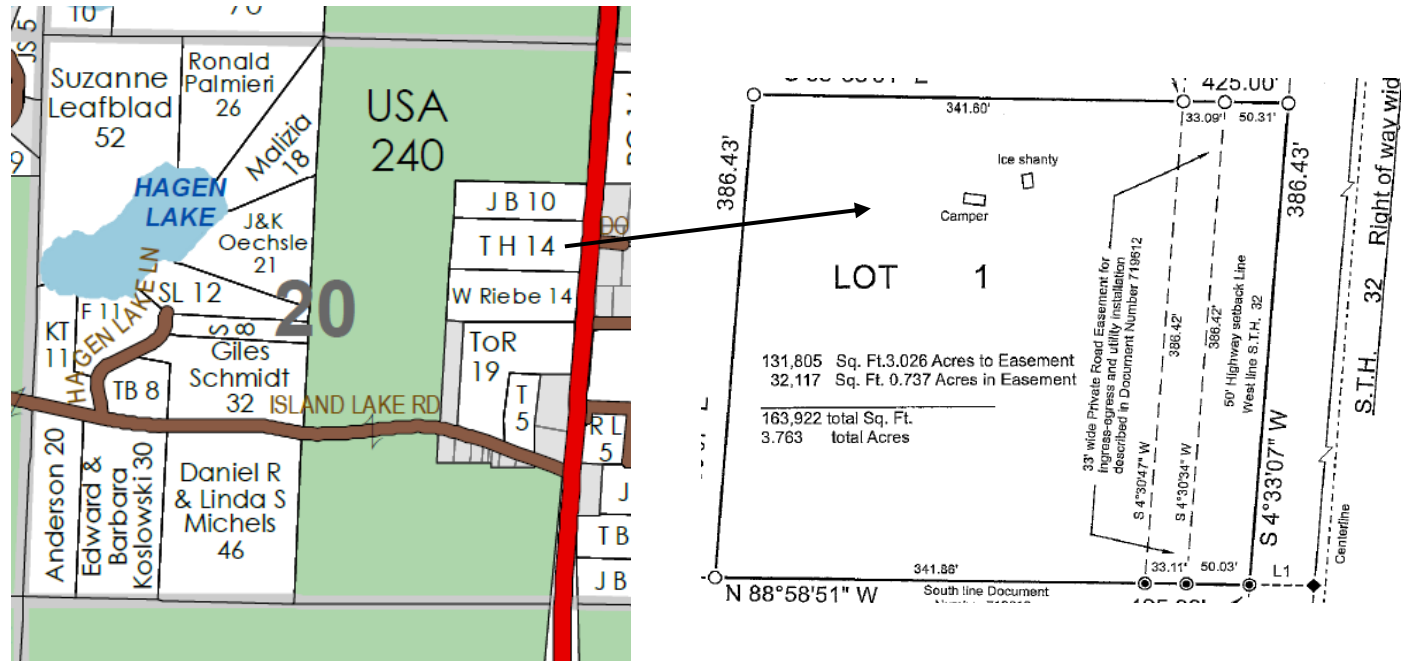 JS 5
10
70
Suzanne
Leafblad
52
Ronald
Palmieri
26
Malizia
18
USA
240
9
HAGEN
LAKE
J&K
Oechsle
21
J B 10
T H 14
W Riebe 14
DO
HAGEN LAKE LN
SL 12
20
F 11
KT
11
S
8
Giles
Schmidt
32
TB 8
ToR
19
T
5
R L
5
ISLAND LAKE RD
Anderson 20
Edward &
Barbara
Koslowski 30
Daniel R
& Linda S
Michels
46
J
T B
J B
425.00'
341.60'
33.09'
50.31'
386.43'
Ice shanty
Camper
LOT 1
131,805 Sq. Ft.3.026 Acres to Easement
32,117 Sq. Ft. 0.737 Acres in Easement
163,922 total Sq. Ft.
3.763 total Acres
33' wide Private Road Easement for
ingress-egress and utility installation
described in Document Number 719612
S 4°30'47" W
386.42'
S 4°30'34" W
386.42'
50' Highway setback Line
West line S.T.H. 32
S 4°33'07" W
386.43'
S.T.H. 32 Right of way wid
Centerline
341.86'
33.11'
50.03'
L1
N 88°58'51" W
South line Document